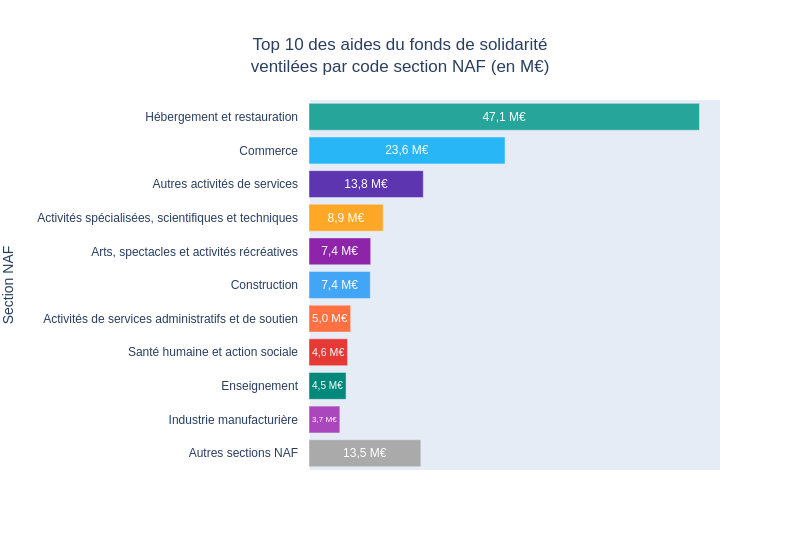 Top 10 des aides du fonds de solidarité
ventilées par code section NAF (en M€)
Section NAF
Hébergement et restauration 47,1 M€
Commerce 23,6 M€
Autres activités de services 13,8 M€
Activités spécialisées, scientifiques et techniques 8,9 M€
Arts, spectacles et activités récréatives 7,4 M€
Construction 7,4 M€
Activités de services administratifs et de soutien 5,0 M€
Santé humaine et action sociale 4,6 M€
Enseignement 4,5 M€
Industrie manufacturière 3,7 M€
Autres sections NAF 13,5 M€